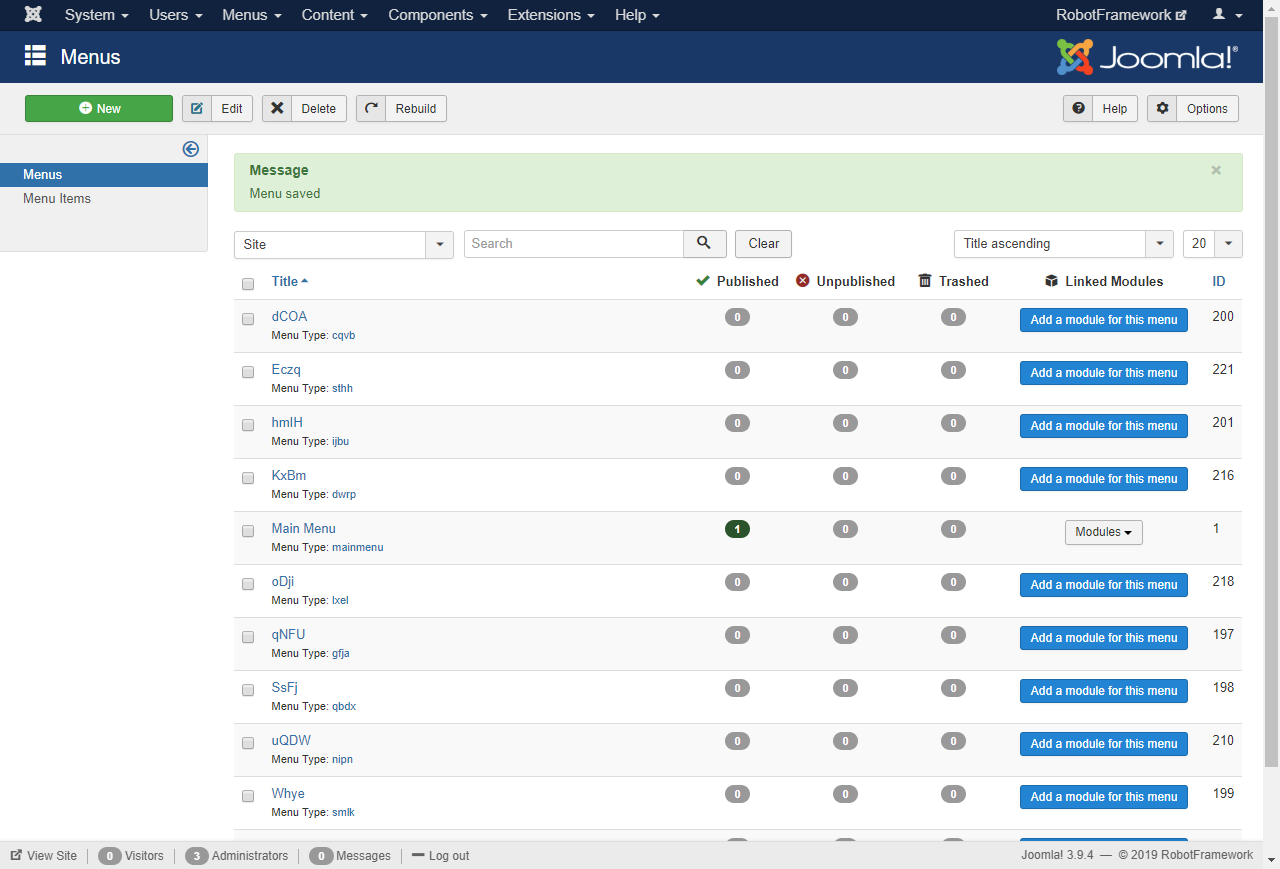 System Users Menus Content Components Extensions Help RobotFramework
Menus Joomla!®
New Edit Delete Rebuild Help Options
Menus
Menu Items
Message ×
Menu saved
Site Search Clear Title ascending 20
Title Published Unpublished Trashed Linked Modules ID
dCOA 0 0 0 Add a module for this menu 200
Menu Type: cqvb
Eczq 0 0 0 Add a module for this menu 221
Menu Type: sthh
hmIH 0 0 0 Add a module for this menu 201
Menu Type: ijbu
KxBm 0 0 0 Add a module for this menu 216
Menu Type: dwrp
Main Menu 1 0 0 Modules 1
Menu Type: mainmenu
oDji 0 0 0 Add a module for this menu 218
Menu Type: lxel
qNFU 0 0 0 Add a module for this menu 197
Menu Type: gfja
SsFj 0 0 0 Add a module for this menu 198
Menu Type: qbdx
uQDW 0 0 0 Add a module for this menu 210
Menu Type: nipn
Whye 0 0 0 Add a module for this menu 199
Menu Type: smlk
View Site 0 Visitors 3 Administrators 0 Messages Log out Joomla! 3.9.4 — © 2019 RobotFramework